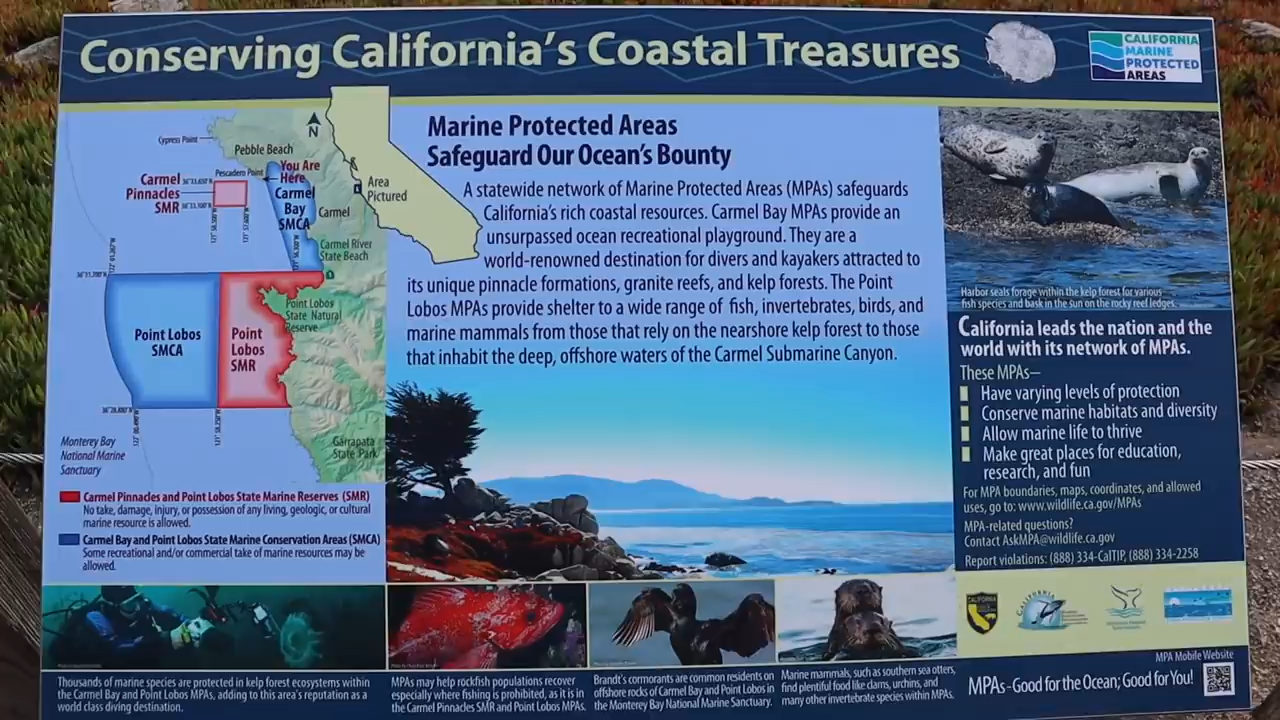 Conserving California's Coastal Treasures
CALIFORNIA
MARINE
PROTECTED
AREAS
N
Cypress Point
Pebble Beach
Pescadero Point
You Are
Here
Carmel
Pinnacles
SMR
Carmel
Bay
SMCA
Carmel
Area
Pictured
Carmel River
State Beach
Point Lobos
State Natural
Reserve
Point Lobos
SMCA
Point
Lobos
SMR
Monterey Bay
National Marine
Sanctuary
Garrapata
State Park
Carmel Pinnacles and Point Lobos State Marine Reserves (SMR)
No take, damage, injury, or possession of any living, geologic, or cultural
marine resource is allowed.
Carmel Bay and Point Lobos State Marine Conservation Areas (SMCA)
Some recreational and/or commercial take of marine resources may be
allowed.
Marine Protected Areas
Safeguard Our Ocean's Bounty
A statewide network of Marine Protected Areas (MPAs) safeguards
California's rich coastal resources. Carmel Bay MPAs provide an
unsurpassed ocean recreational playground. They are a
world-renowned destination for divers and kayakers attracted to
its unique pinnacle formations, granite reefs, and kelp forests. The Point
Lobos MPAs provide shelter to a wide range of fish, invertebrates, birds, and
marine mammals from those that rely on the nearshore kelp forest to those
that inhabit the deep, offshore waters of the Carmel Submarine Canyon.
Harbor seals forage within the kelp forest for various
fish species and bask in the sun on the rocky reef ledges.
California leads the nation and the
world with its network of MPAs.
These MPAs—
Have varying levels of protection
Conserve marine habitats and diversity
Allow marine life to thrive
Make great places for education,
research, and fun
For MPA boundaries, maps, coordinates, and allowed
uses, go to: www.wildlife.ca.gov/MPAs
MPA-related questions?
Contact AskMPA@wildlife.ca.gov
Report violations: (888) 334-CalTIP, (888) 334-2258
CALIFORNIA
Thousands of marine species are protected in kelp forest ecosystems within
the Carmel Bay and Point Lobos MPAs, adding to this area's reputation as a
world class diving destination.
MPAs may help rockfish populations recover
especially where fishing is prohibited, as it is in
the Carmel Pinnacles SMR and Point Lobos MPAs.
Brandt's cormorants are common residents on
offshore rocks of Carmel Bay and Point Lobos in
the Monterey Bay National Marine Sanctuary.
Marine mammals, such as southern sea otters,
find plentiful food like clams, urchins, and
many other invertebrate species within MPAs.
MPA Mobile Website
MPAs - Good for the Ocean; Good for You!